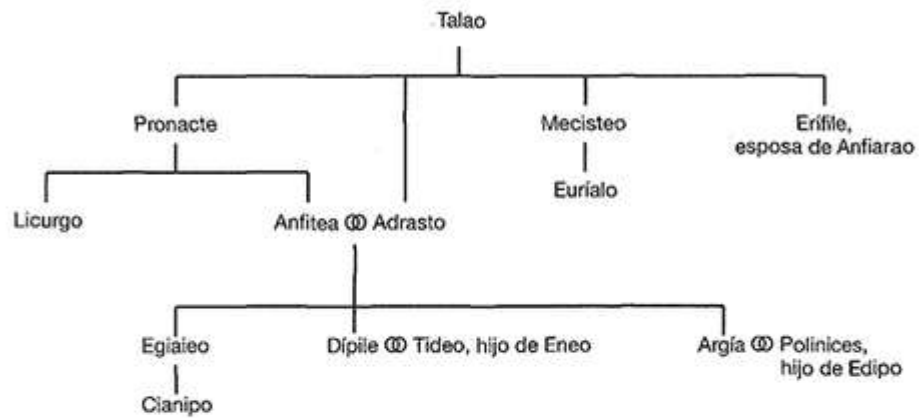 Talao
Pronacte
Mecisteo
Erífile,
esposa de Anfiarao
Euríalo
Licurgo
Anfitea Adrasto
Egialeo
Dípile Tideo, hijo de Eneo
Argía Polinices,
hijo de Edipo
Cianipo